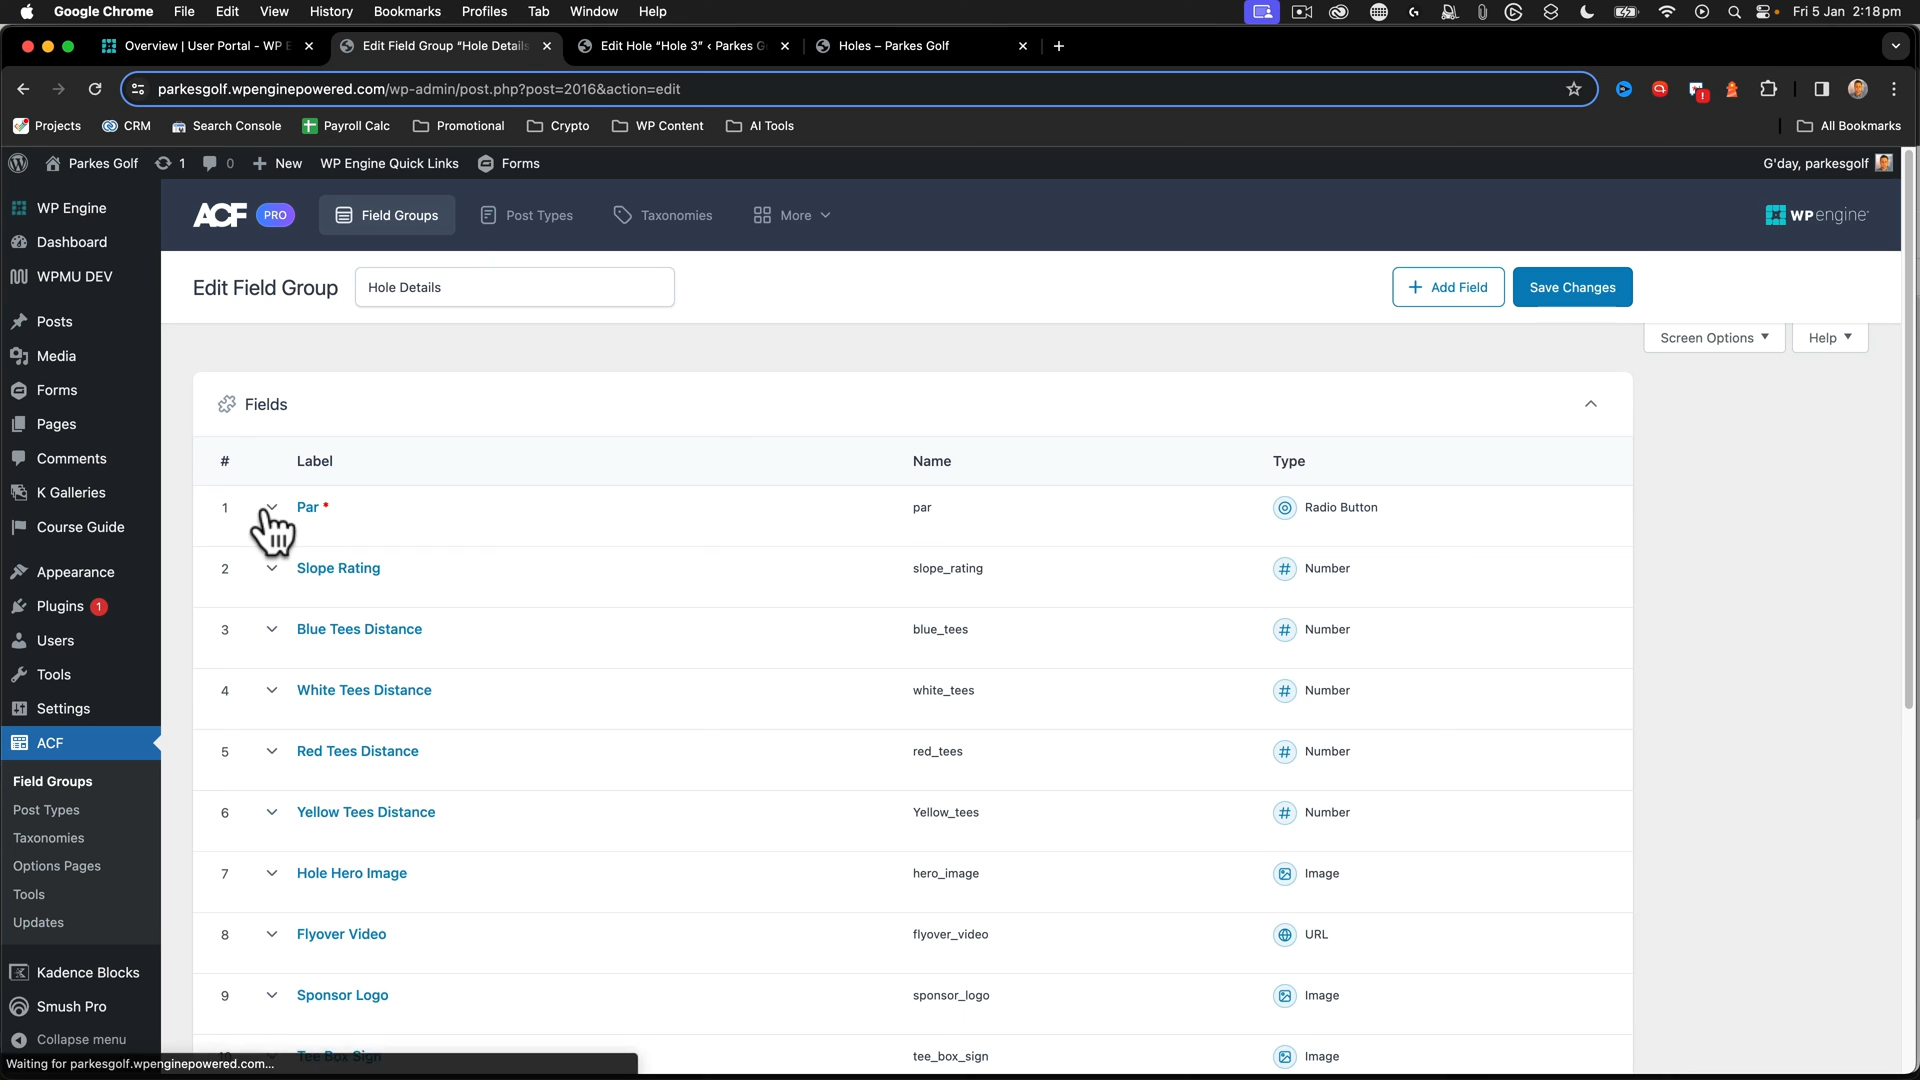 Google Chrome File Edit View History Bookmarks Profiles Tab Window Help Fri 5 Jan 2:18 pm
Overview | User Portal - WP E Edit Field Group "Hole Details Edit Hole "Hole 3" ‹ Parkes G Holes – Parkes Golf
parkesgolf.wpenginepowered.com/wp-admin/post.php?post=2016&action=edit
Projects CRM Search Console Payroll Calc Promotional Crypto WP Content AI Tools All Bookmarks
Parkes Golf 1 0 New WP Engine Quick Links Forms G'day, parkesgolf
WP Engine
Dashboard
WPMU DEV
Posts
Media
Forms
Pages
Comments
K Galleries
Course Guide
Appearance
Plugins 1
Users
Tools
Settings
ACF
Field Groups
Post Types
Taxonomies
Options Pages
Tools
Updates
Kadence Blocks
Smush Pro
Collapse menu
Waiting for parkesgolf.wpenginepowered.com...
ACF PRO Field Groups Post Types Taxonomies More WP engine
Edit Field Group Hole Details + Add Field Save Changes
Screen Options Help
Fields
# Label Name Type
1 Par * par Radio Button
2 Slope Rating slope_rating Number
3 Blue Tees Distance blue_tees Number
4 White Tees Distance white_tees Number
5 Red Tees Distance red_tees Number
6 Yellow Tees Distance Yellow_tees Number
7 Hole Hero Image hero_image Image
8 Flyover Video flyover_video URL
9 Sponsor Logo sponsor_logo Image
10 Tee Box Sign tee_box_sign Image